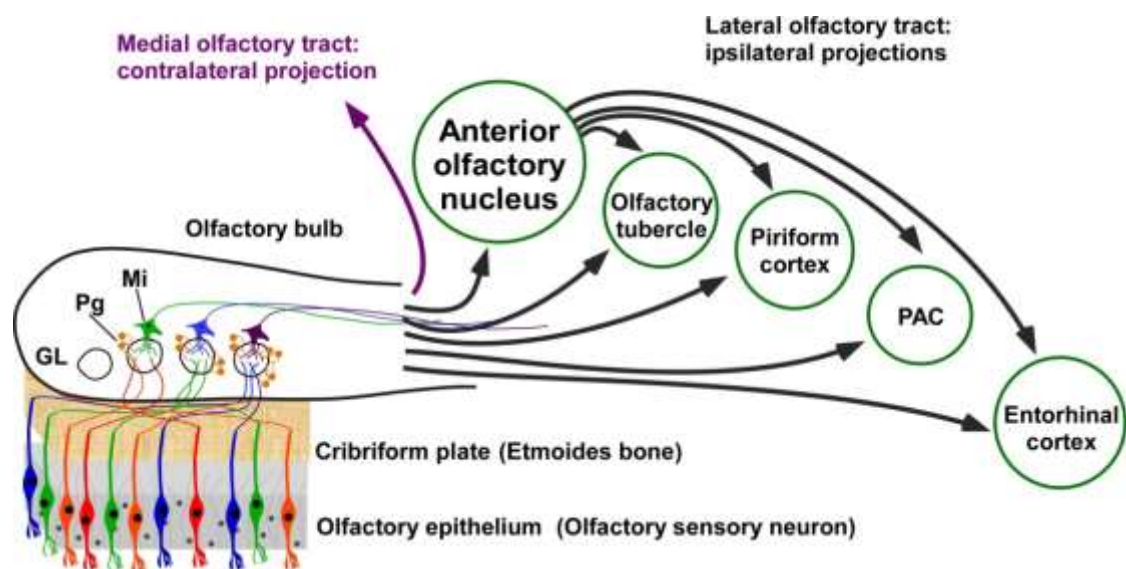 Medial olfactory tract:
contralateral projection
Lateral olfactory tract:
ipsilateral projections
Anterior
olfactory
nucleus
Olfactory
tubercle
Piriform
cortex
PAC
Entorhinal
cortex
Olfactory bulb
Mi
Pg
GL
Cribriform plate (Etmoides bone)
Olfactory epithelium (Olfactory sensory neuron)